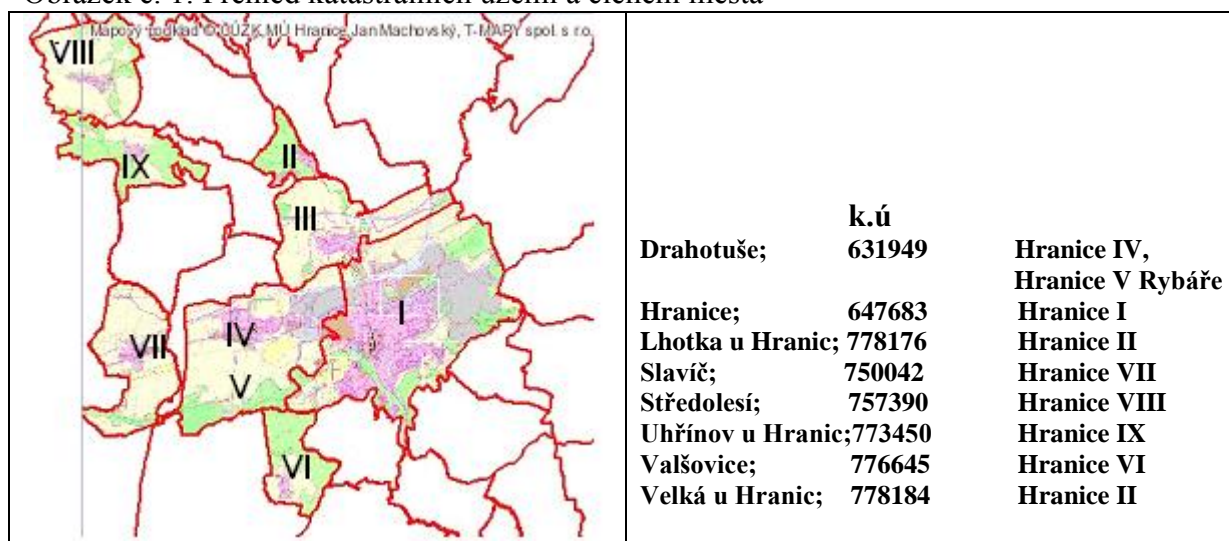 Obrázek č. 1: Přehled katastrálních území a členění města
Mapový podklad © ČÚZK, MÚ Hranice, Jan Machovský, T-MAPY spol. s r.o.
VIII
IX
II
III
I
IV
VII
V
VI
k.ú
Drahotuše; 631949 Hranice IV,
Hranice V Rybáře
Hranice; 647683 Hranice I
Lhotka u Hranic; 778176 Hranice II
Slavíč; 750042 Hranice VII
Středolesí; 757390 Hranice VIII
Uhřínov u Hranic;773450 Hranice IX
Valšovice; 776645 Hranice VI
Velká u Hranic; 778184 Hranice II